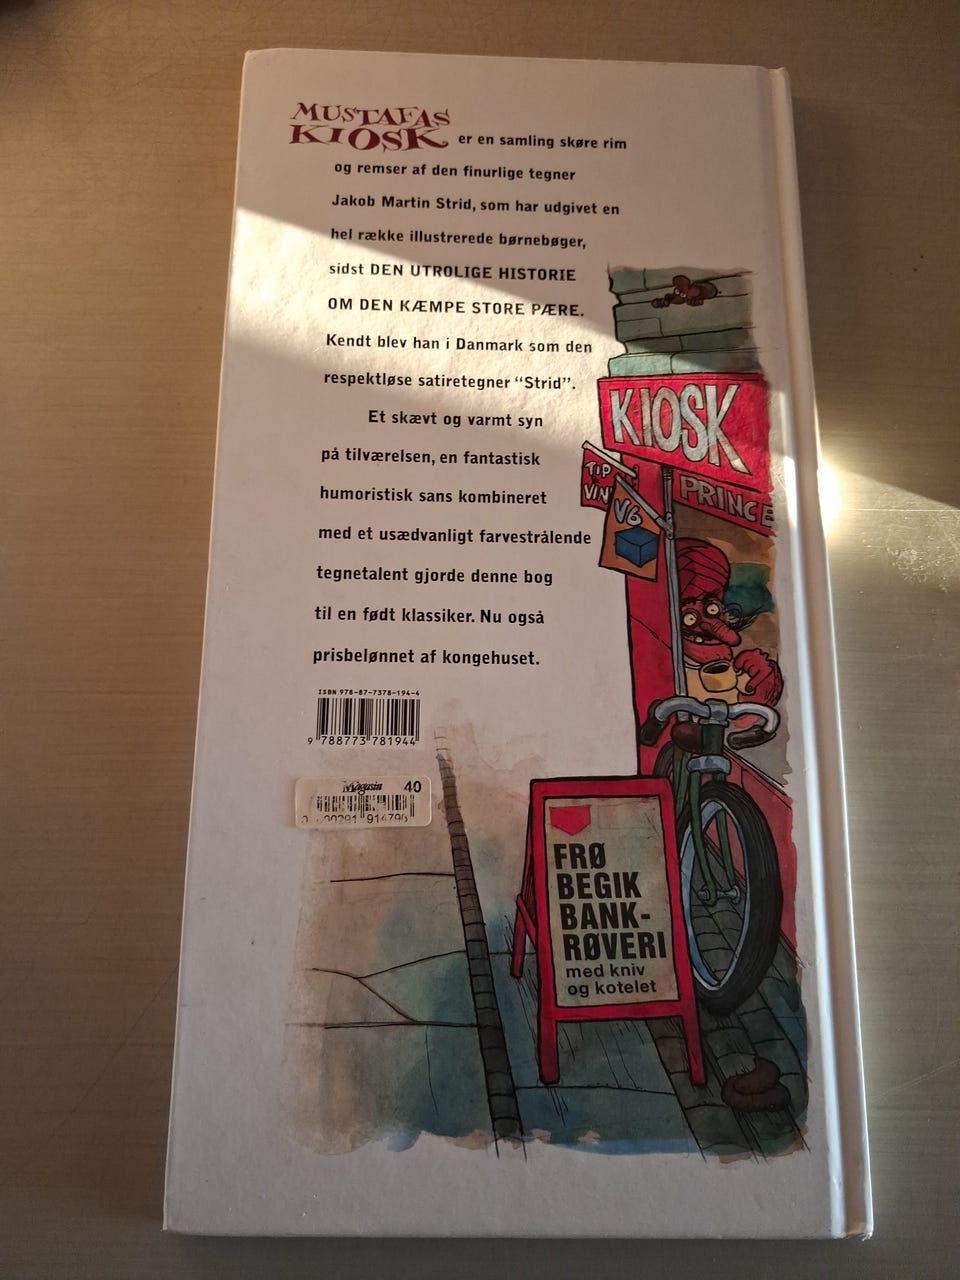 MUSTAFAS
KIOSK er en samling skøre rim
og remser af den finurlige tegner
Jakob Martin Strid, som har udgivet en
hel række illustrerede børnebøger,
sidst DEN UTROLIGE HISTORIE
OM DEN KÆMPE STORE PÆRE.
Kendt blev han i Danmark som den
respektløse satiretegner “Strid”.
Et skævt og varmt syn
på tilværelsen, en fantastisk
humoristisk sans kombineret
med et usædvanligt farvestrålende
tegnetalent gjorde denne bog
til en født klassiker. Nu også
prisbelønnet af kongehuset.
ISBN 978-87-7378-194-4
9 788773 781944
Magasin 40
914796
KIOSK
PRINCE
TIP
VIN
V6
FRØ
BEGIK
BANK-
RØVERI
med kniv
og kotelet